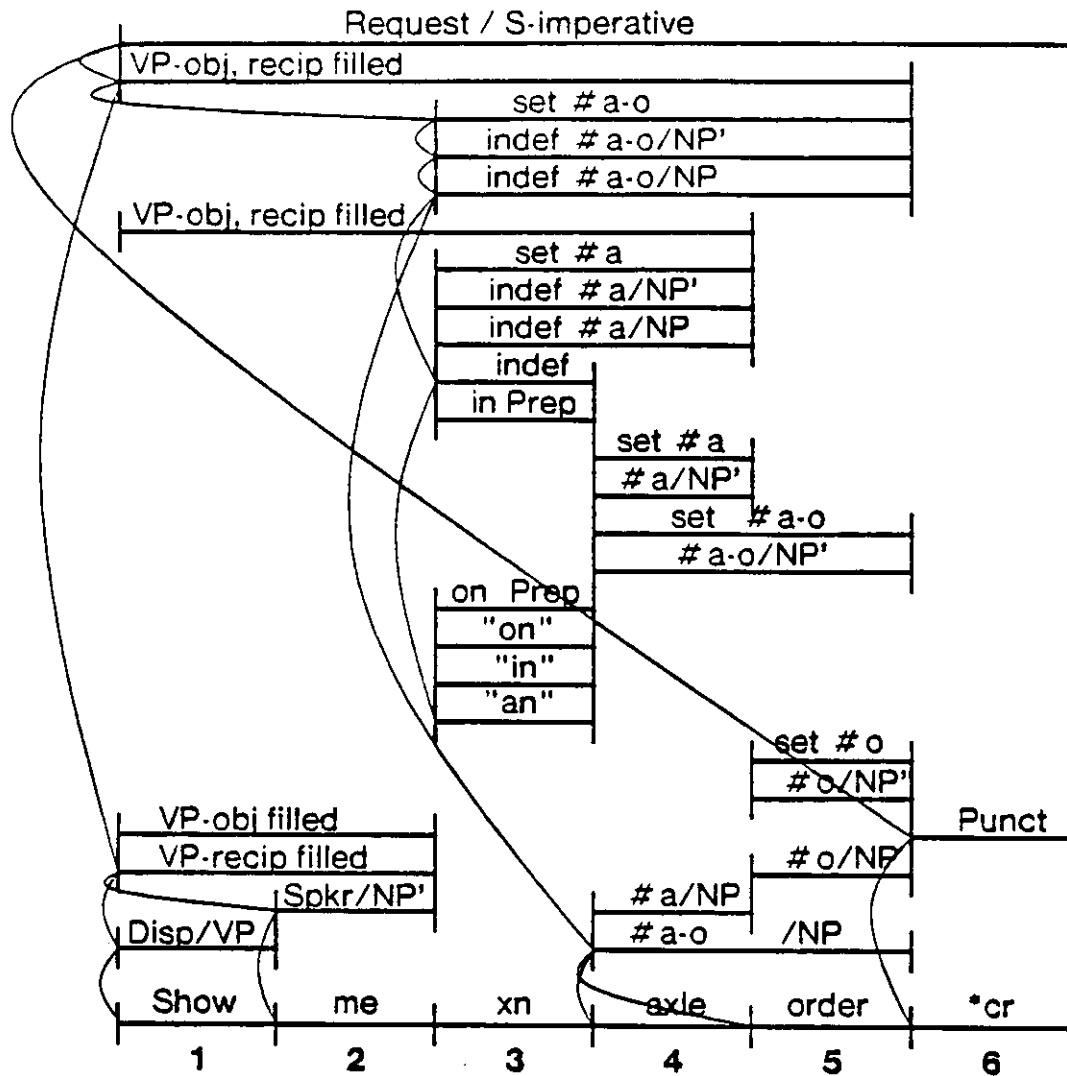 Request / S-imperative
VP-obj, recip filled
set # a-o
indef # a-o/NP'
indef # a-o/NP
VP-obj, recip filled
set # a
indef # a/NP'
indef # a/NP
indef
in Prep
set # a
# a/NP'
set # a-o
# a-o/NP'
on Prep
"on"
"in"
"an"
set # o
# o/NP'
VP-obj filled Punct
VP-recip filled # o/NP
Spkr/NP' # a/NP
Disp/VP # a-o /NP
Show me xn axle order *cr
1 2 3 4 5 6